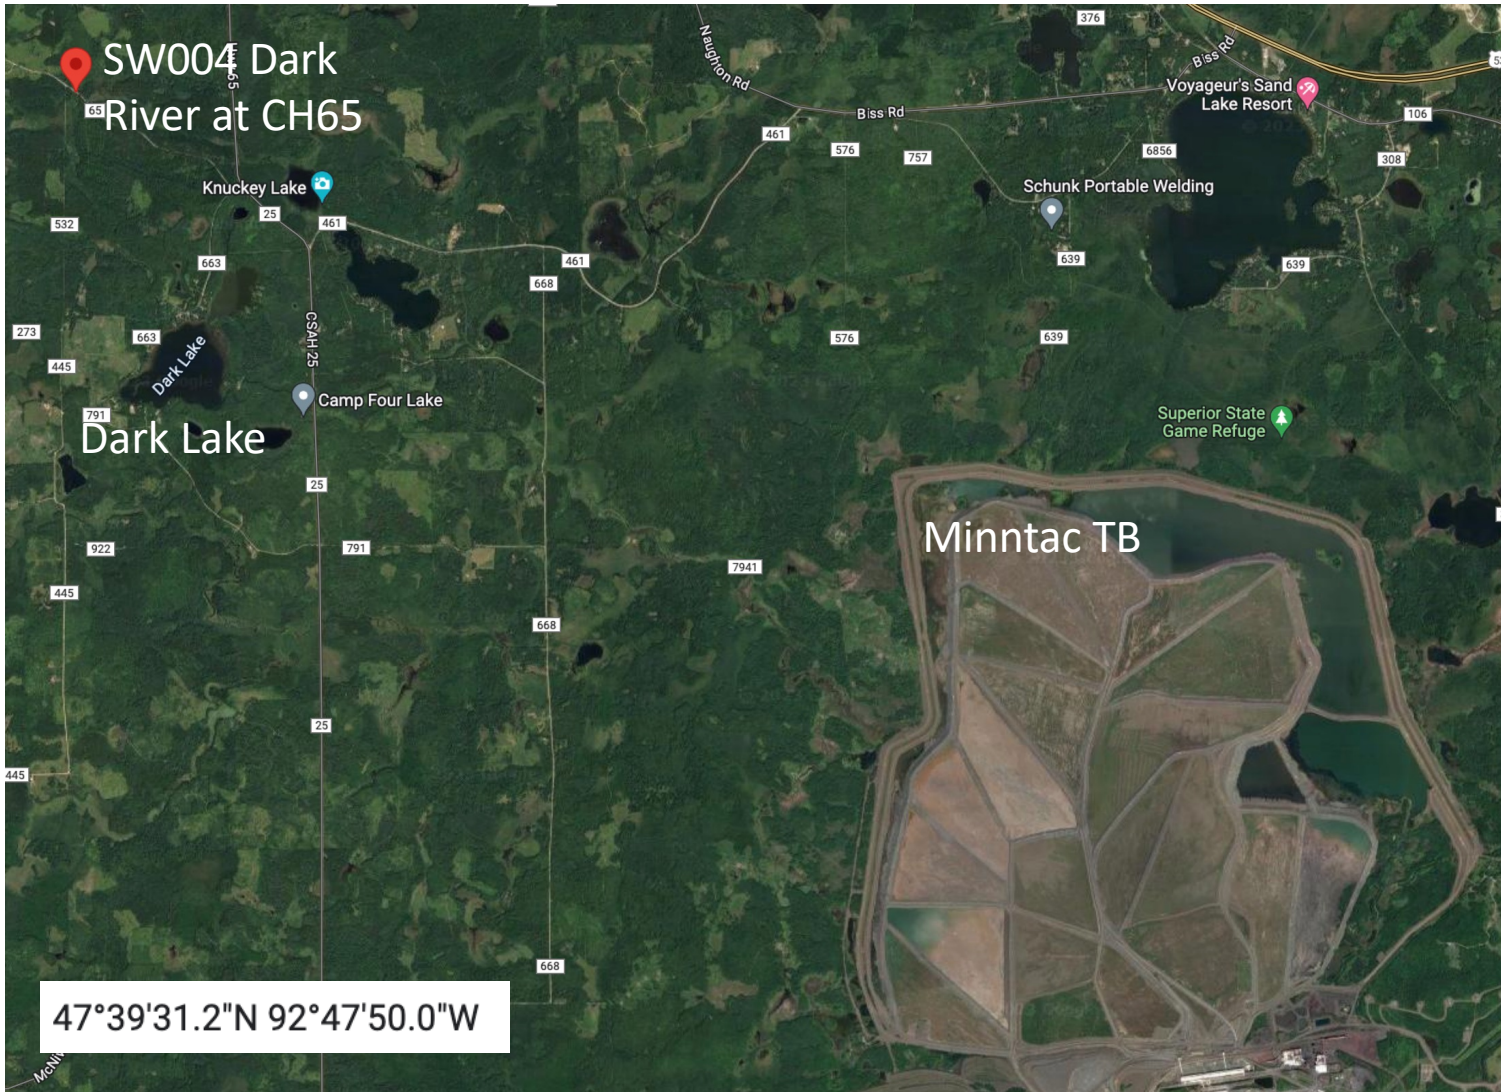 376
Naughton Rd
Biss Rd
53
SW004 Dark
River at CH65
Hwy 65
65
Voyageur's Sand
Lake Resort
Biss Rd
106
461
576
757
6856
308
Knuckey Lake
25
461
Schunk Portable Welding
532
663
461
639
639
668
273
663
CSAH 25
576
639
445
Dark Lake
Camp Four Lake
791
Dark Lake
Superior State
Game Refuge
25
Minntac TB
922
791
7941
445
668
25
445
668
47°39'31.2"N 92°47'50.0"W